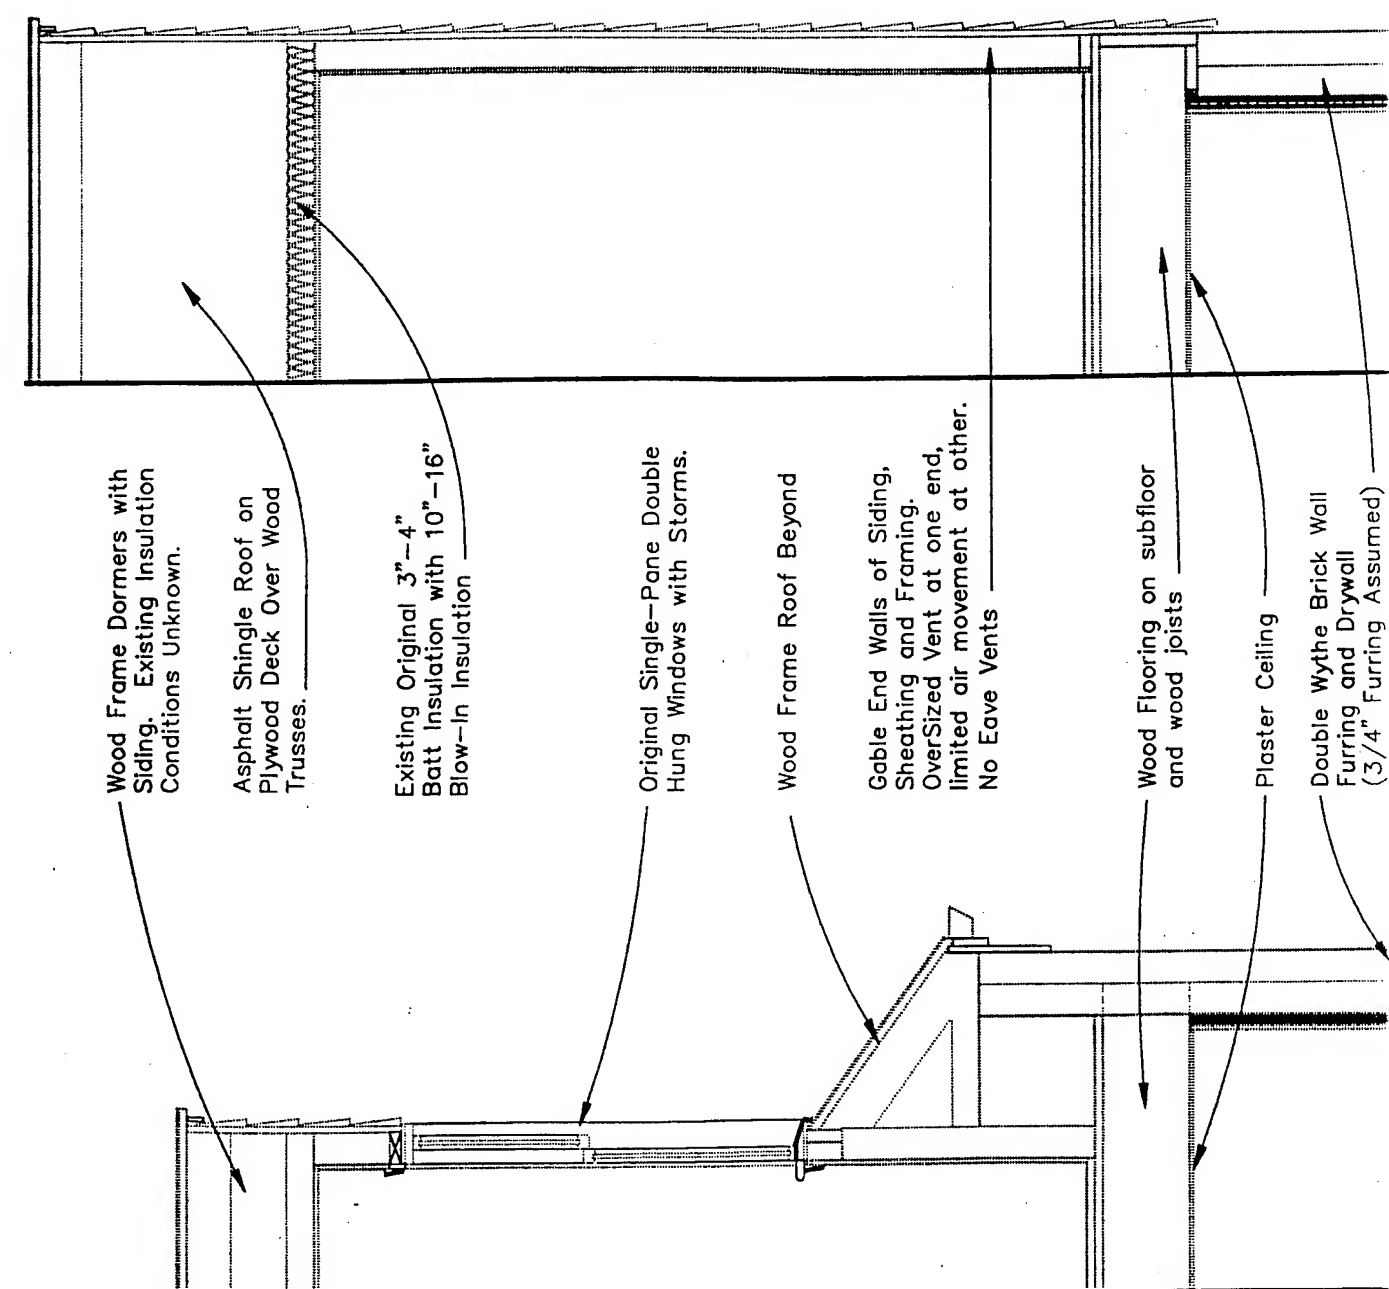 Wood Frame Dormers with
Siding. Existing Insulation
Conditions Unknown.
Asphalt Shingle Roof on
Plywood Deck Over Wood
Trusses.
Existing Original 3"-4"
Batt Insulation with 10"-16"
Blow-In Insulation
Original Single-Pane Double
Hung Windows with Storms.
Wood Frame Roof Beyond
Gable End Walls of Siding,
Sheathing and Framing.
OverSized Vent at one end,
limited air movement at other.
No Eave Vents
Wood Flooring on subfloor
and wood joists
Plaster Ceiling
Double Wythe Brick Wall
Furring and Drywall
(3/4" Furring Assumed)